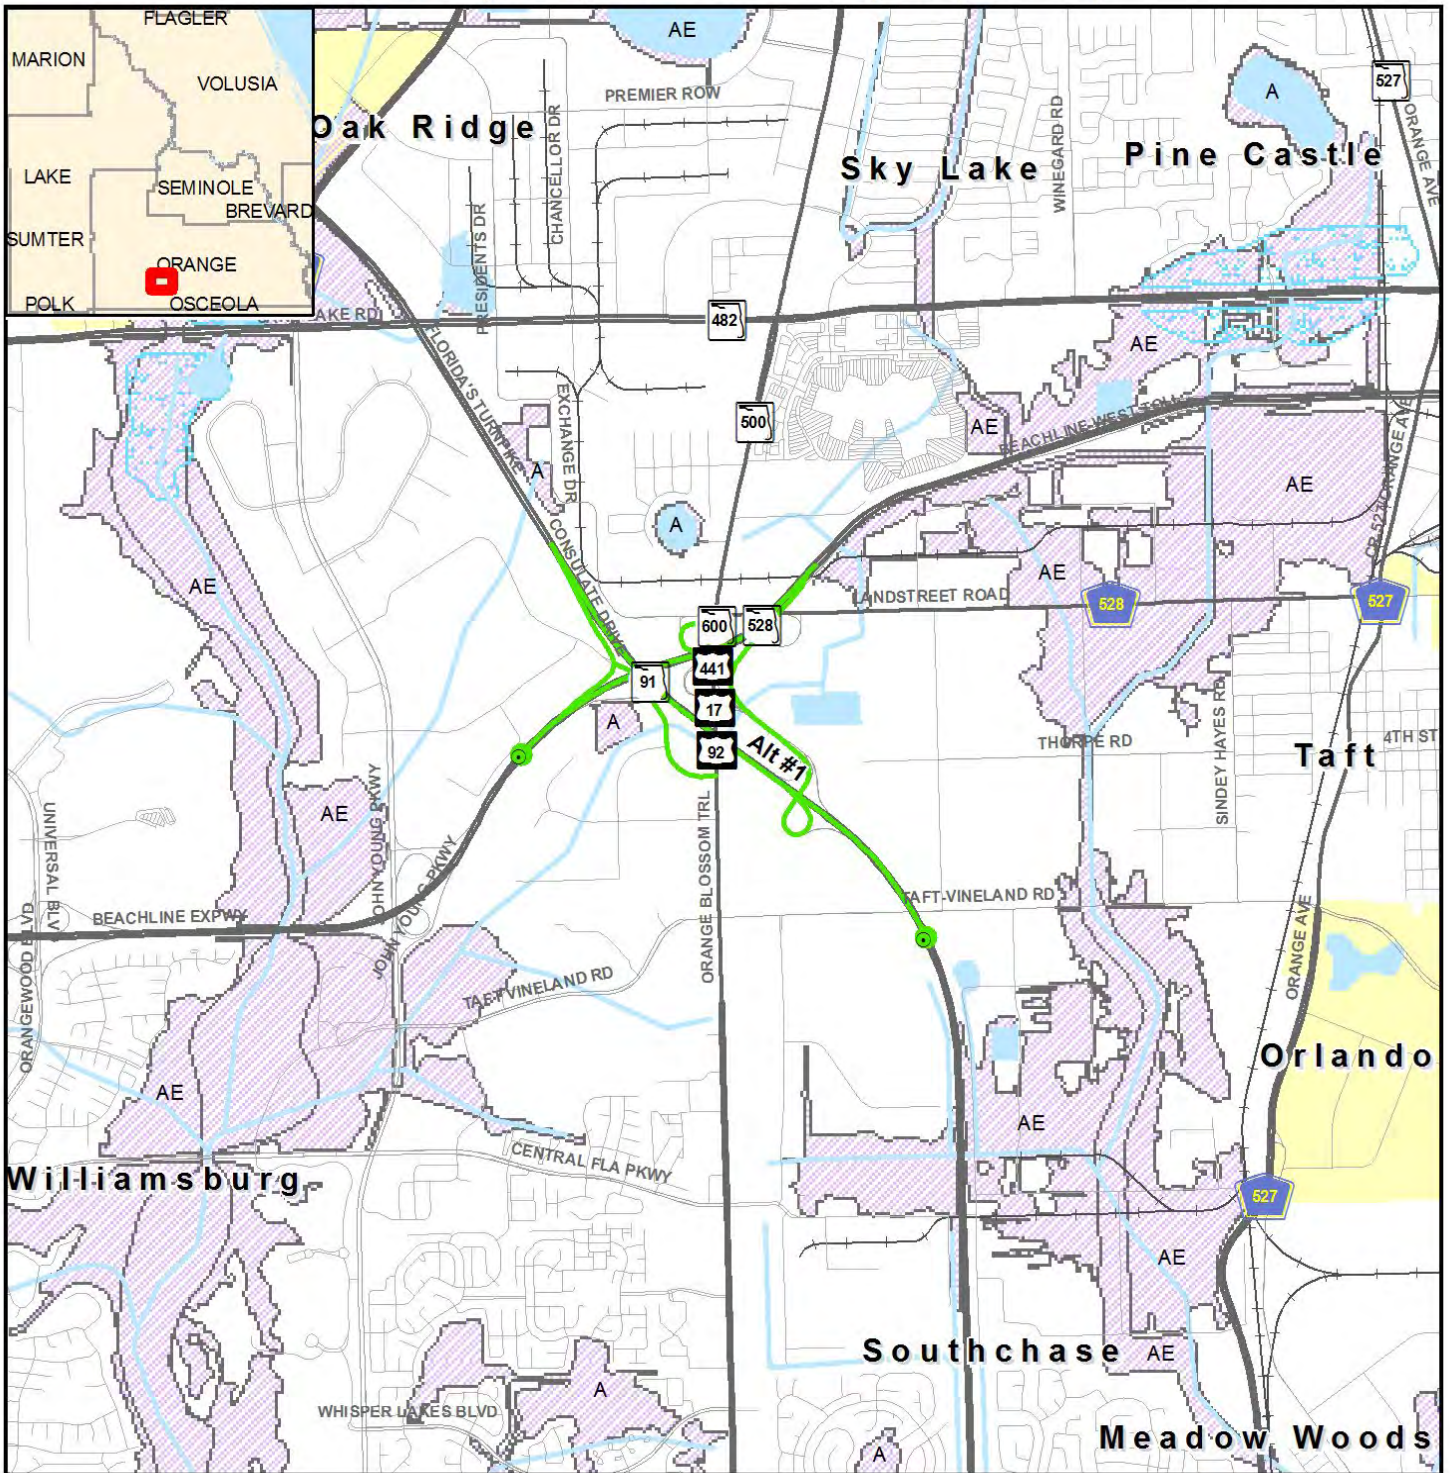 FLAGLER
MARION
VOLUSIA
LAKE
SEMINOLE
BREVARD
SUMTER
ORANGE
POLK
OSCEOLA
AE
A
527
ORANGE AVE
PREMIER ROW
Oak Ridge
CHANCELLOR DR
WINEGARD RD
Sky Lake
Pine Castle
PRESIDENTS DR
AKE RD
482
FLORIDA'S TURNPIKE
AE
EXCHANGE DR
500
AE
BEACHLINE WEST TOLL
A
AE
A
CR 527/ORANGE AVE
CONSULATE DRIVE
AE
AE
LANDSTREET ROAD
528
527
600
528
441
91
17
A
92
Alt #1
THORPE RD
SINDEY HAYES RD
Taft
4TH ST
AE
JOHN YOUNG PKWY
UNIVERSAL BLV
ORANGE BLOSSOM TRL
JOHN YOUNG PKWY
BEACHLINE EXPWY
TAFT-VINELAND RD
ORANGEWOOD BLVD
TAFT VINELAND RD
ORANGE AVE
Orlando
AE
AE
CENTRAL FLA PKWY
Williamsburg
527
AE
Southchase
AE
A
WHISPER LAKES BLVD
Meadow Woods
A